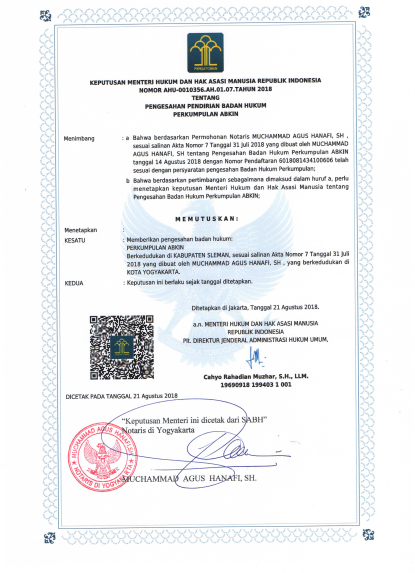 PENGAYOMAN
KEPUTUSAN MENTERI HUKUM DAN HAK ASASI MANUSIA REPUBLIK INDONESIA
NOMOR AHU-0010356.AH.01.07.TAHUN 2018
TENTANG
PENGESAHAN PENDIRIAN BADAN HUKUM
PERKUMPULAN ABKIN
Menimbang : a Bahwa berdasarkan Permohonan Notaris MUCHAMMAD AGUS HANAFI, SH ,
sesuai salinan Akta Nomor 7 Tanggal 31 Juli 2018 yang dibuat oleh MUCHAMMAD
AGUS HANAFI, SH tentang Pengesahan Badan Hukum Perkumpulan ABKIN
tanggal 14 Agustus 2018 dengan Nomor Pendaftaran 6018081434100606 telah
sesuai dengan persyaratan pengesahan Badan Hukum Perkumpulan;
b Bahwa berdasarkan pertimbangan sebagaimana dimaksud dalam huruf a, perlu
menetapkan keputusan Menteri Hukum dan Hak Asasi Manusia tentang
Pengesahan Badan Hukum Perkumpulan ABKIN;
MEMUTUSKAN:
Menetapkan :
KESATU : Memberikan pengesahan badan hukum:
PERKUMPULAN ABKIN
Berkedudukan di KABUPATEN SLEMAN, sesuai salinan Akta Nomor 7 Tanggal 31 Juli
2018 yang dibuat oleh MUCHAMMAD AGUS HANAFI, SH , yang berkedudukan di
KOTA YOGYAKARTA.
KEDUA : Keputusan ini berlaku sejak tanggal ditetapkan.
Ditetapkan di Jakarta, Tanggal 21 Agustus 2018.
a.n. MENTERI HUKUM DAN HAK ASASI MANUSIA
REPUBLIK INDONESIA
Plt. DIREKTUR JENDERAL ADMINISTRASI HUKUM UMUM,
Cahyo Rahadian Muzhar, S.H., LLM.
19690918 199403 1 001
DICETAK PADA TANGGAL 21 Agustus 2018
"Keputusan Menteri ini dicetak dari SABH"
Notaris di Yogyakarta
MUCHAMMAD AGUS HANAFI, SH.
MUCHAMMAD AGUS HANAFI, SH
NOTARIS DI YOGYAKARTA